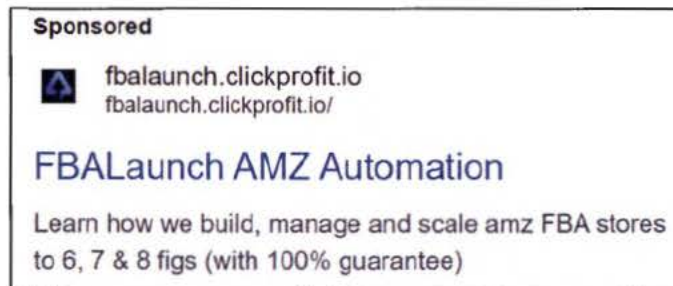 Sponsored
fbalaunch.clickprofit.io
fbalaunch.clickprofit.io/
FBALaunch AMZ Automation
Learn how we build, manage and scale amz FBA stores
to 6, 7 & 8 figs (with 100% guarantee)